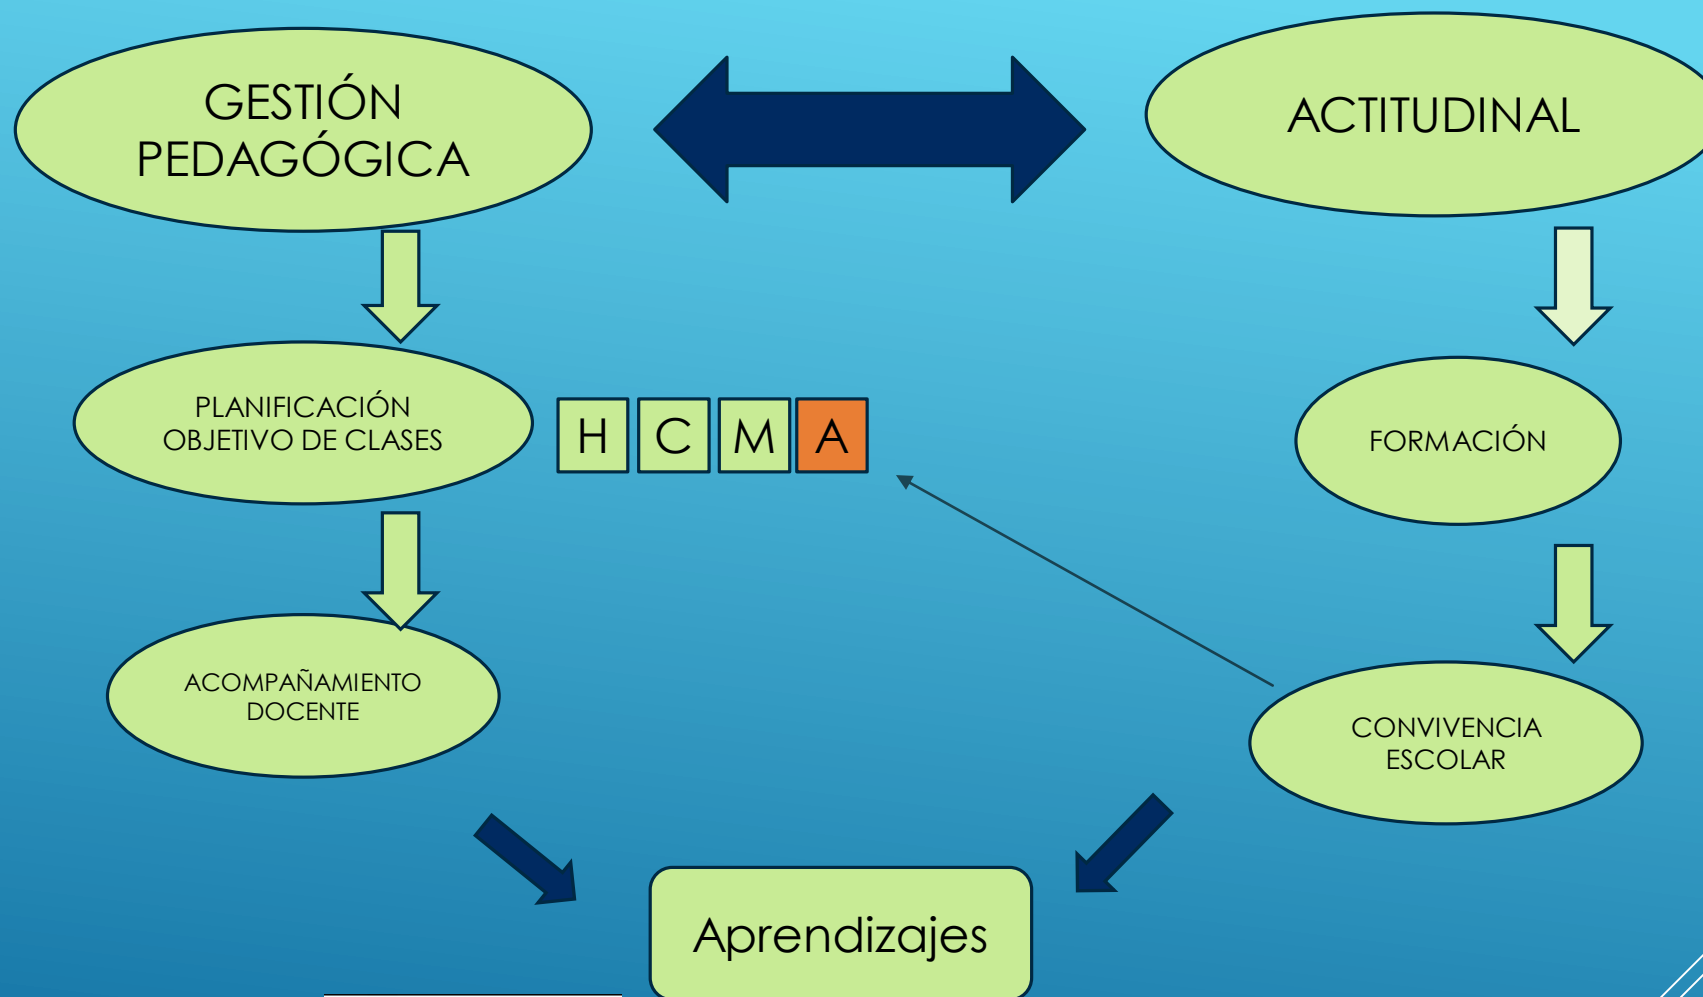 GESTIÓN
PEDAGÓGICA
ACTITUDINAL
PLANIFICACIÓN
OBJETIVO DE CLASES
H C M A
FORMACIÓN
ACOMPAÑAMIENTO
DOCENTE
CONVIVENCIA
ESCOLAR
Aprendizajes